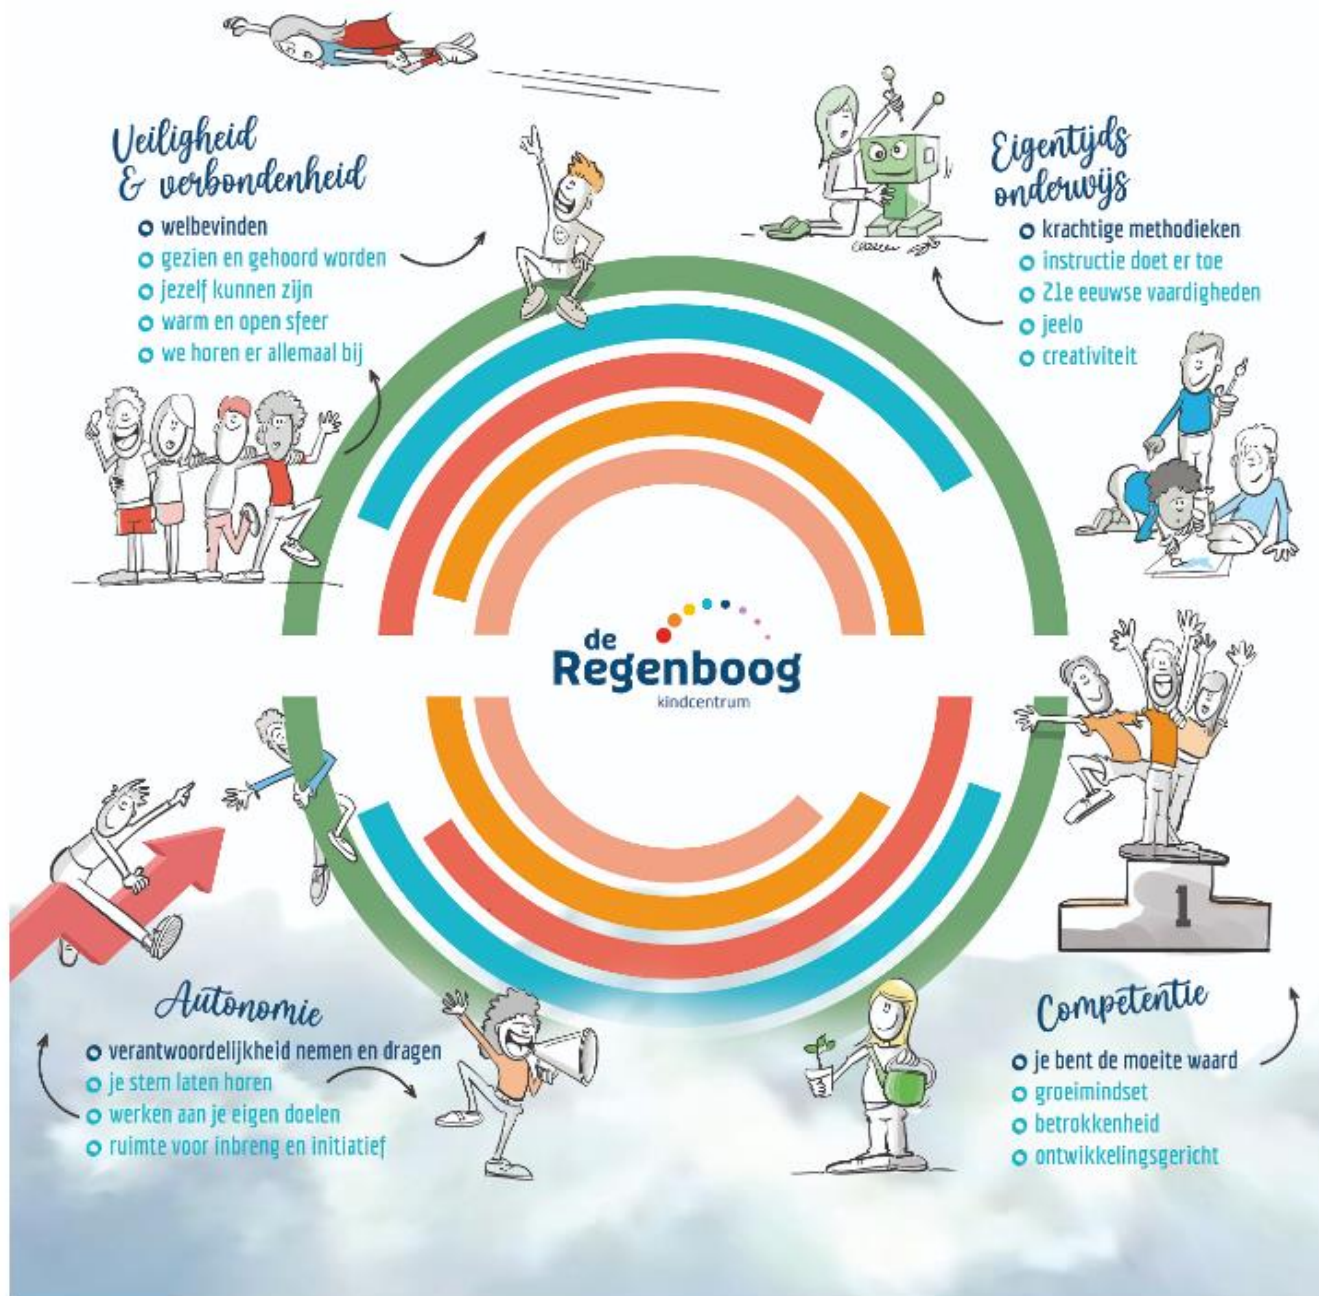 Veiligheid
& verbondenheid
welbevinden
gezien en gehoord worden
jezelf kunnen zijn
warm en open sfeer
we horen er allemaal bij
Eigentijds
onderwijs
krachtige methodieken
instructie doet er toe
21e eeuwse vaardigheden
jeelo
creativiteit
de
Regenboog
kindcentrum
1
Autonomie
verantwoordelijkheid nemen en dragen
je stem laten horen
werken aan je eigen doelen
ruimte voor inbreng en initiatief
Competentie
je bent de moeite waard
groeimindset
betrokkenheid
ontwikkelingsgericht